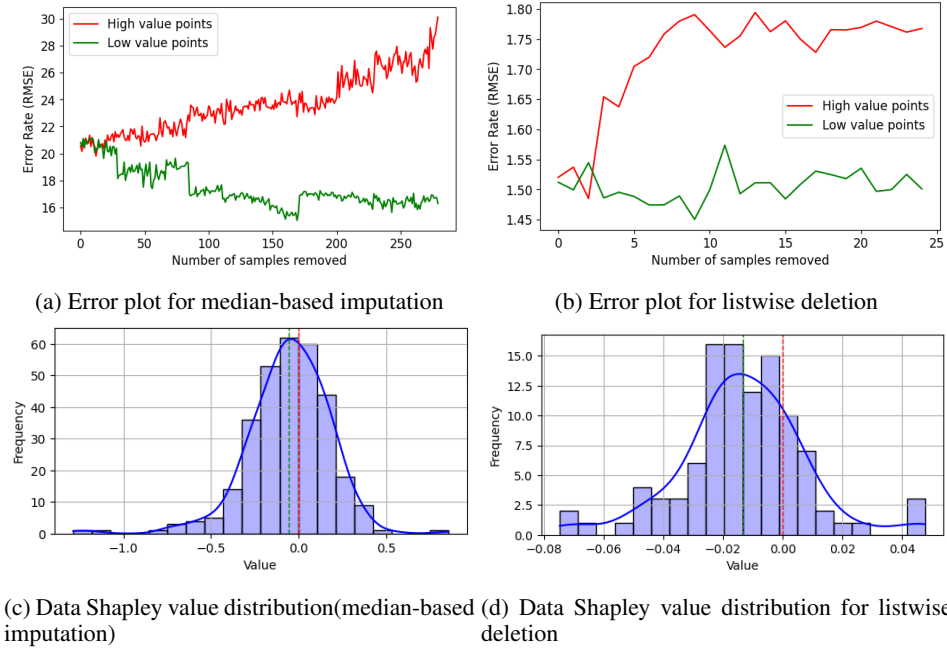 30
28
26
24
22
20
18
16
Error Rate (RMSE)
High value points
Low value points
0 50 100 150 200 250
Number of samples removed
1.80
1.75
1.70
1.65
1.60
1.55
1.50
1.45
Error Rate (RMSE)
High value points
Low value points
0 5 10 15 20 25
Number of samples removed
(a) Error plot for median-based imputation
(b) Error plot for listwise deletion
60
50
40
30
20
10
0
Frequency
-1.0 -0.5 0.0 0.5
Value
15.0
12.5
10.0
7.5
5.0
2.5
0.0
Frequency
-0.08 -0.06 -0.04 -0.02 0.00 0.02 0.04
Value
(c) Data Shapley value distribution(median-based
imputation)
(d) Data Shapley value distribution for listwise
deletion